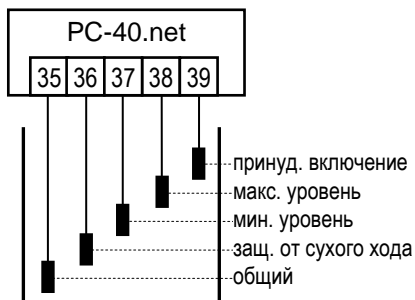 PC-40.net
35 36 37 38 39
принуд. включение
макс. уровень
мин. уровень
защ. от сухого хода
общий